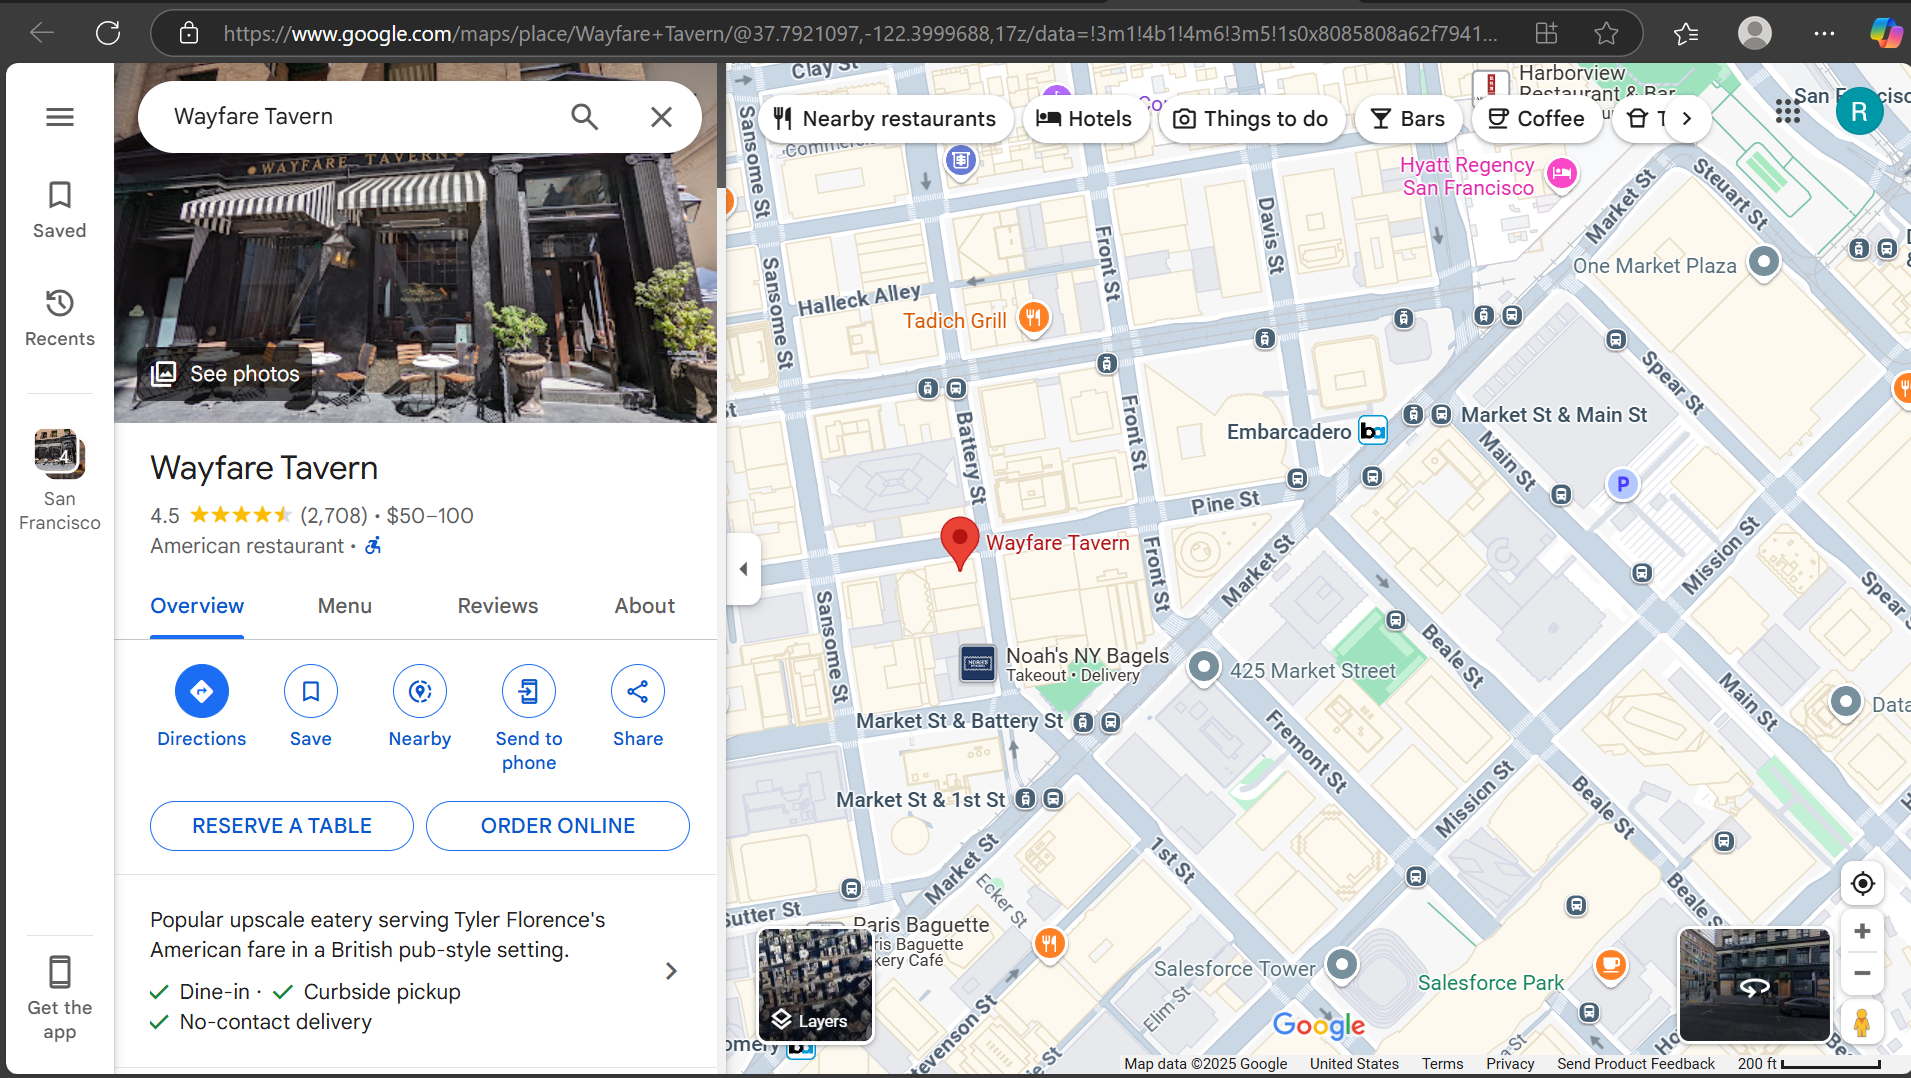 https://www.google.com/maps/place/Wayfare+Tavern/@37.7921097,-122.3999688,17z/data=!3m1!4b1!4m6!3m5!1s0x8085808a62f7941...
Wayfare Tavern
WAYFARE TAVERN
See photos
Saved
Recents
4
San
Francisco
Get the
app
Wayfare Tavern
4.5 (2,708) · $50–100
American restaurant ·
Overview
Menu
Reviews
About
Directions
Save
Nearby
Send to
phone
Share
RESERVE A TABLE
ORDER ONLINE
Popular upscale eatery serving Tyler Florence's
American fare in a British pub-style setting.
Dine-in ·
Curbside pickup
No-contact delivery
Nearby restaurants
Hotels
Things to do
Bars
Coffee
R
Clay St
Harborview
Restaurant & Bar
Sansome St
Hyatt Regency
San Francisco
Market St
Steuart St
Davis St
Front St
One Market Plaza
Halleck Alley
Sansome St
Tadich Grill
Spear St
Front St
Battery St
Embarcadero
ba
Market St & Main St
Main St
P
Pine St
Wayfare Tavern
Front St
Market St
Mission St
Spear
Sansome St
NOAH'S
Noah's NY Bagels
Takeout • Delivery
425 Market Street
Beale St
Main St
Data
Market St & Battery St
Fremont St
Market St & 1st St
Mission St
Beale St
Market St
1st St
Ecker St
Sutter St
Paris Baguette
ris Baguette
kery Café
Beale S
Salesforce Tower
Salesforce Park
Elim St
evenson St
Layers
Google
Map data ©2025 Google
United States
Terms
Privacy
Send Product Feedback
200 ft